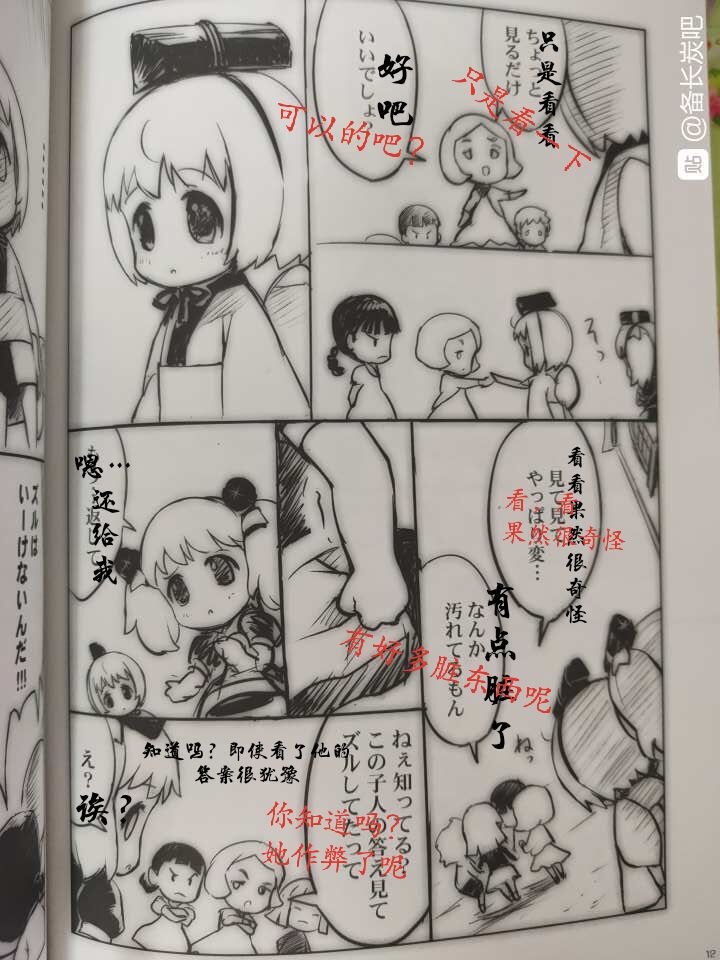 @备长炭吧
贴
ちょっと
見るだけ
只是看看
只是看一下
いいでしょ?
好吧
可以的吧?
そっ
見て見て
やっぱり変…
看看果然很奇怪
看一看
果然很奇怪
なんか
汚れてるもん
有点脏了
有好多脏东西呢
ねっ
返して
嗯…
还给我
ねぇ知ってる?
この子人の答え見て
ズルしてたって
知道吗? 即使看了他的
答案很犹豫
你知道吗?
她作弊了呢
え?
诶?
ズルは
いーけないんだ!!!
12